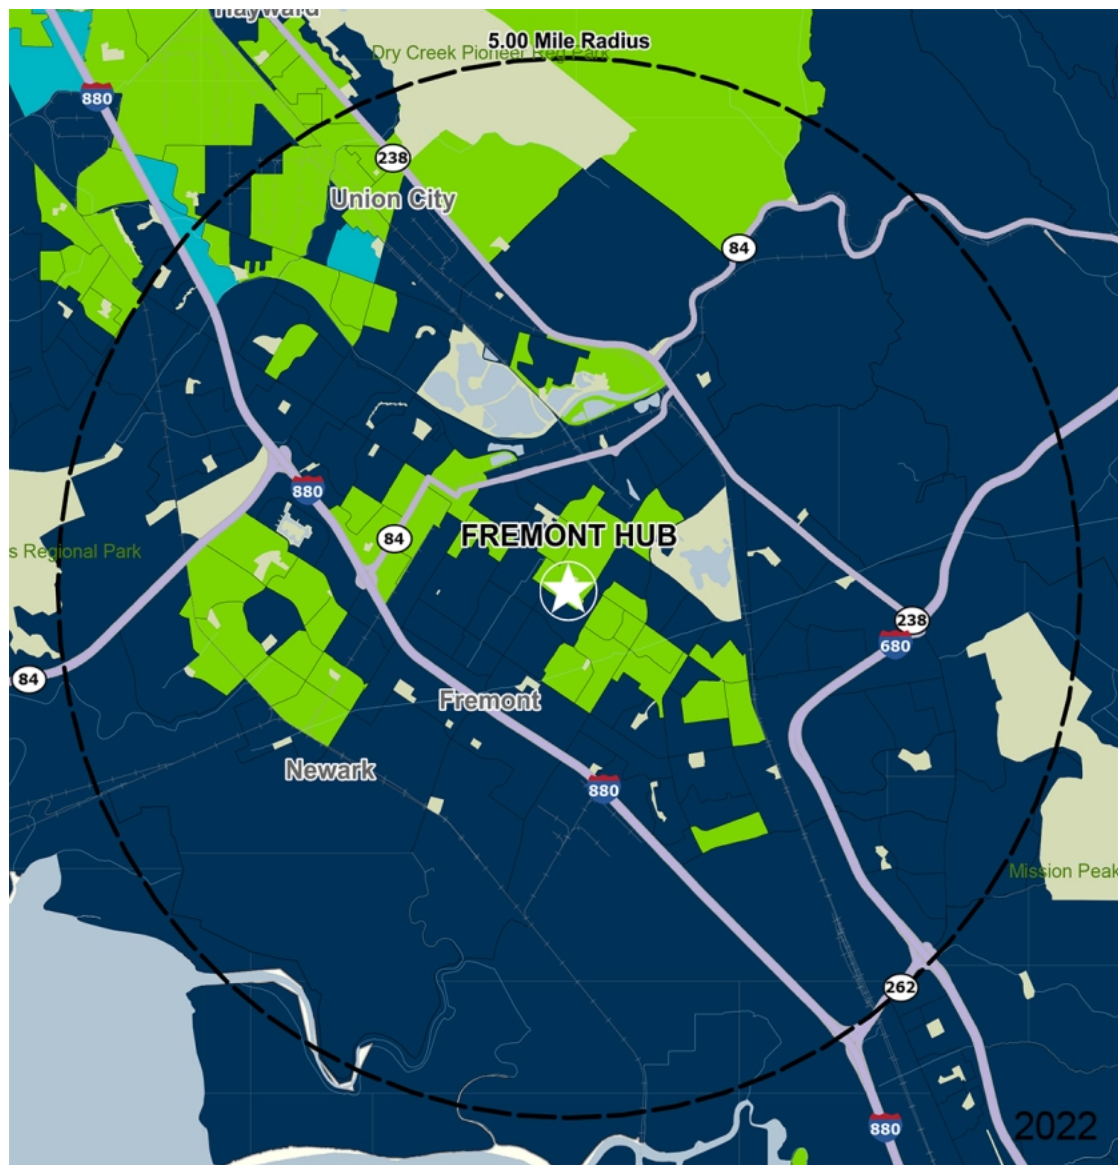 Hayward
5.00 Mile Radius
Dry Creek Pioneer Reg Park
880
238
Union City
84
880
FREMONT HUB
84
s Regional Park
238
680
84
Fremont
Newark
880
Mission Peak
262
880
2022